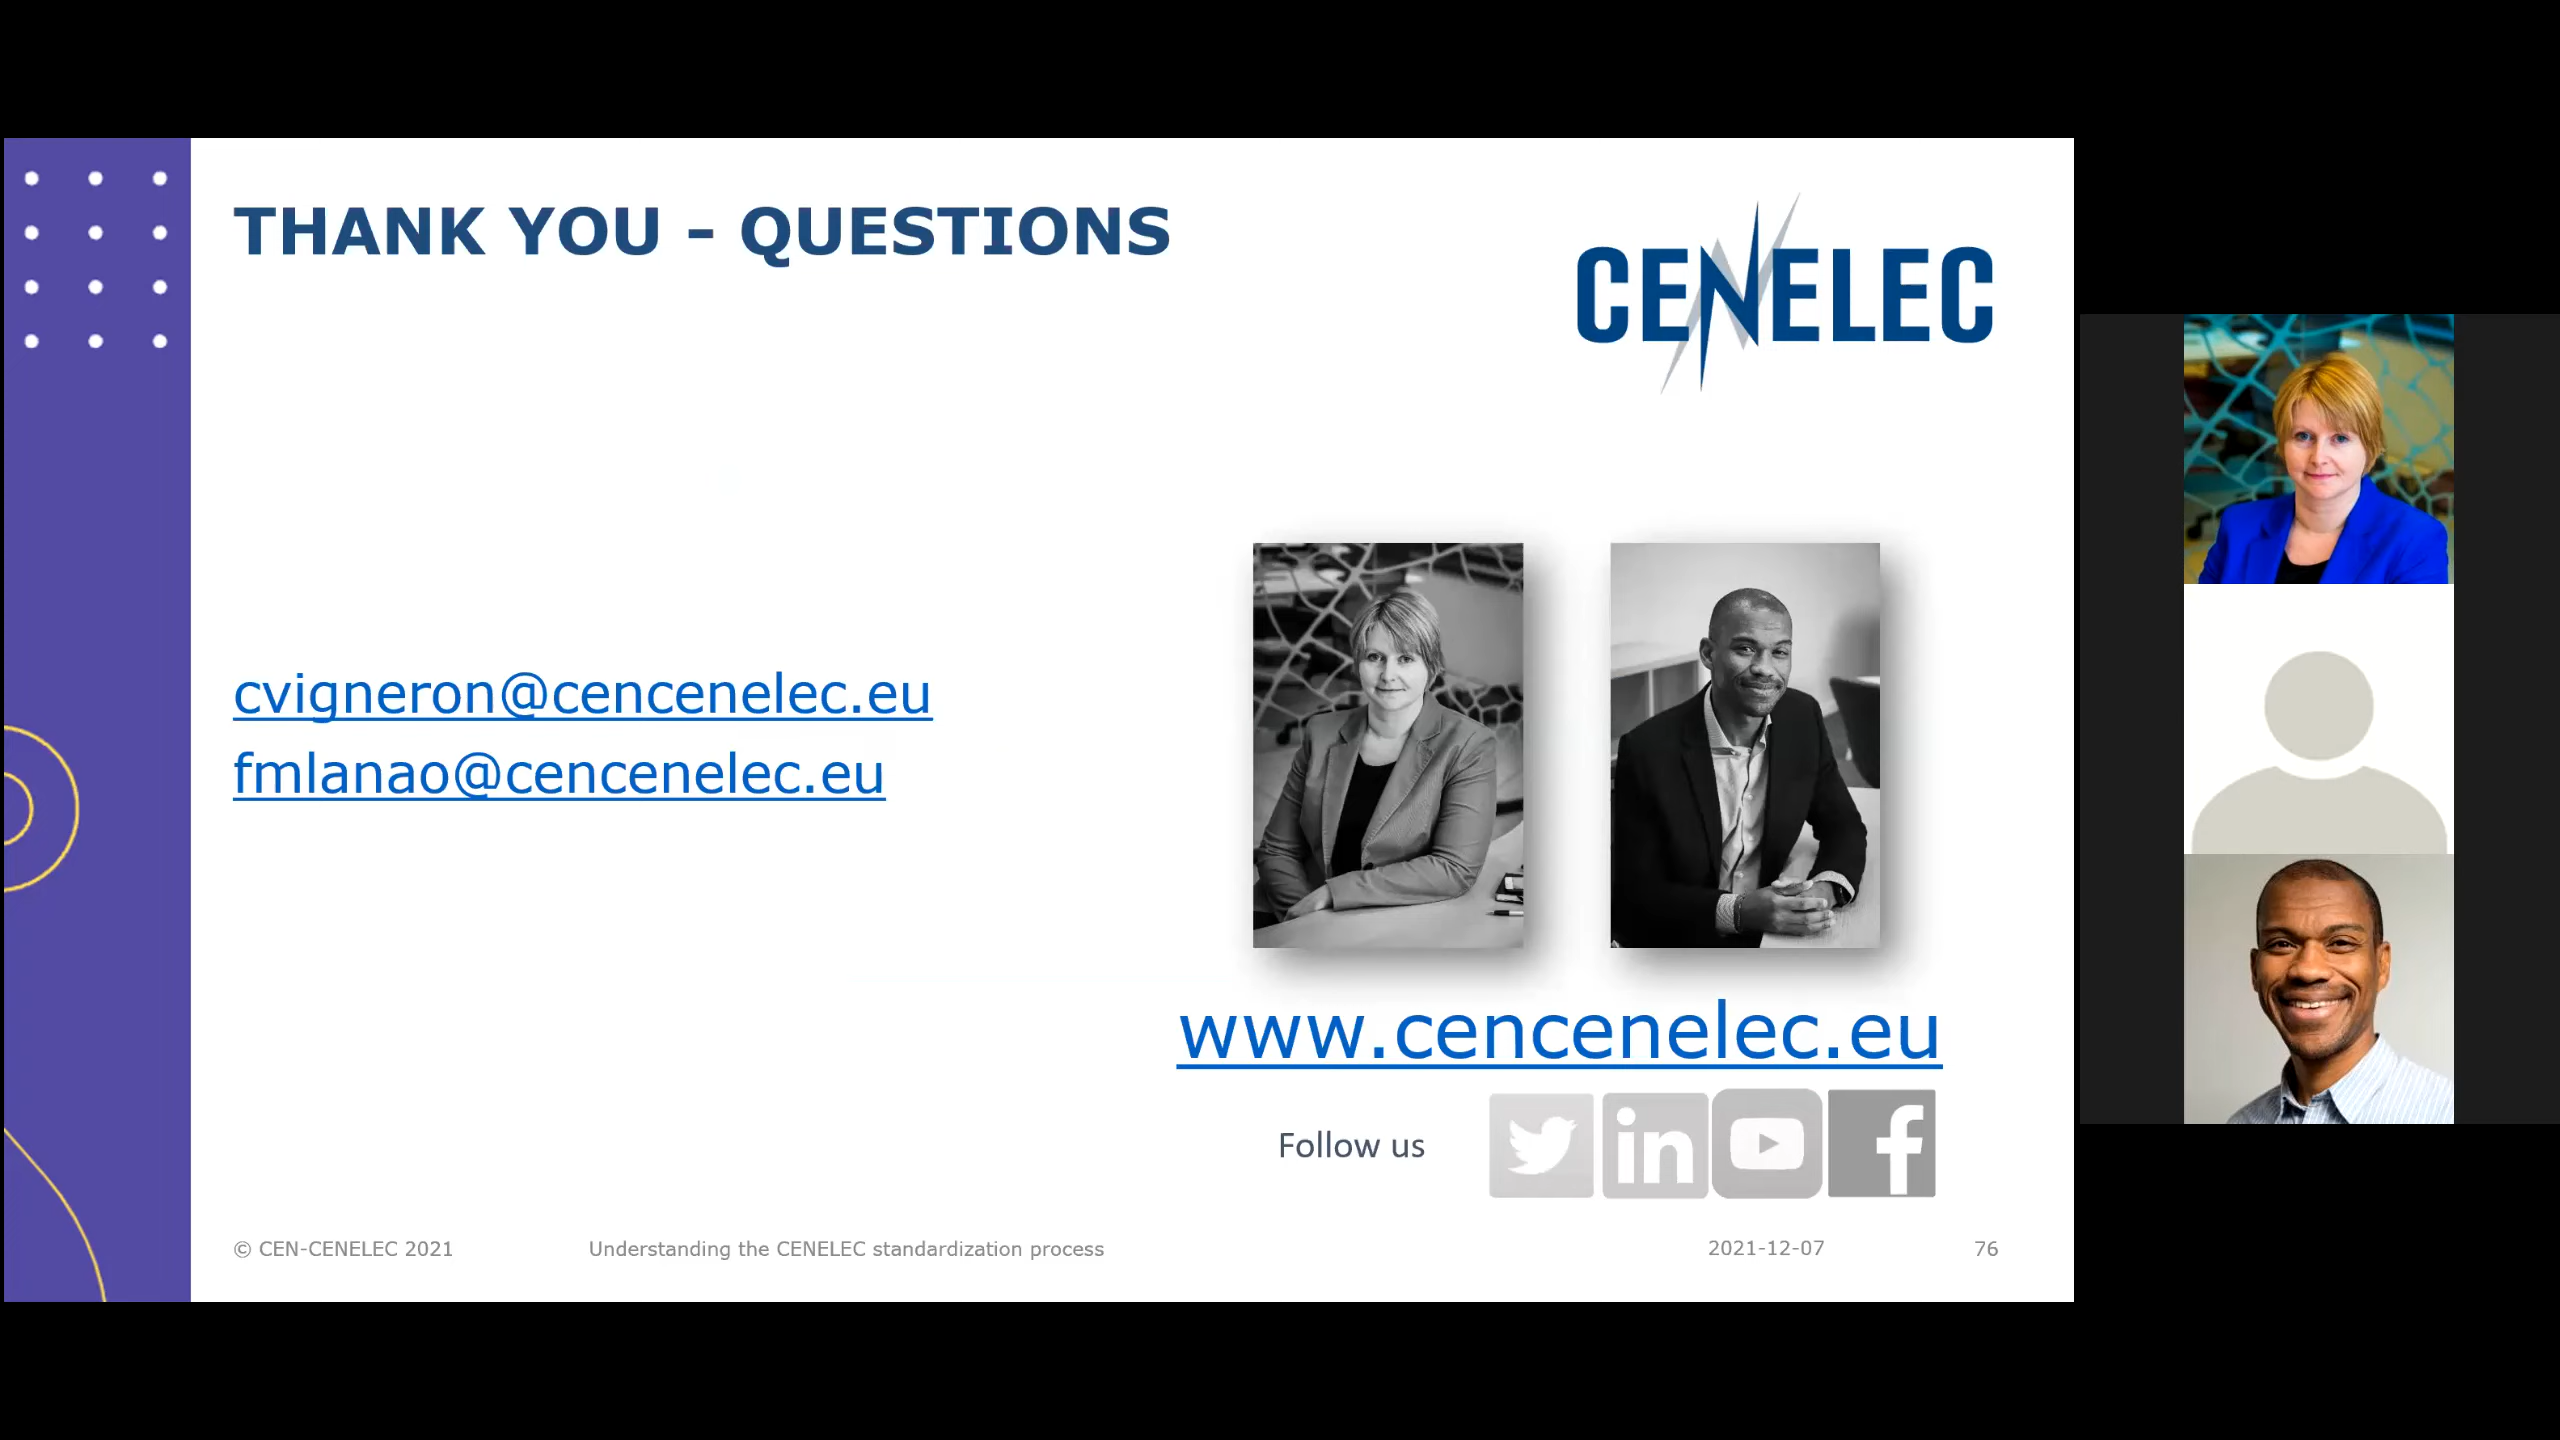 THANK YOU - QUESTIONS
CENELEC
cvigneron@cencenelec.eu
fmlanao@cencenelec.eu
www.cencenelec.eu
Follow us
in
f
© CEN-CENELEC 2021
Understanding the CENELEC standardization process
2021-12-07
76